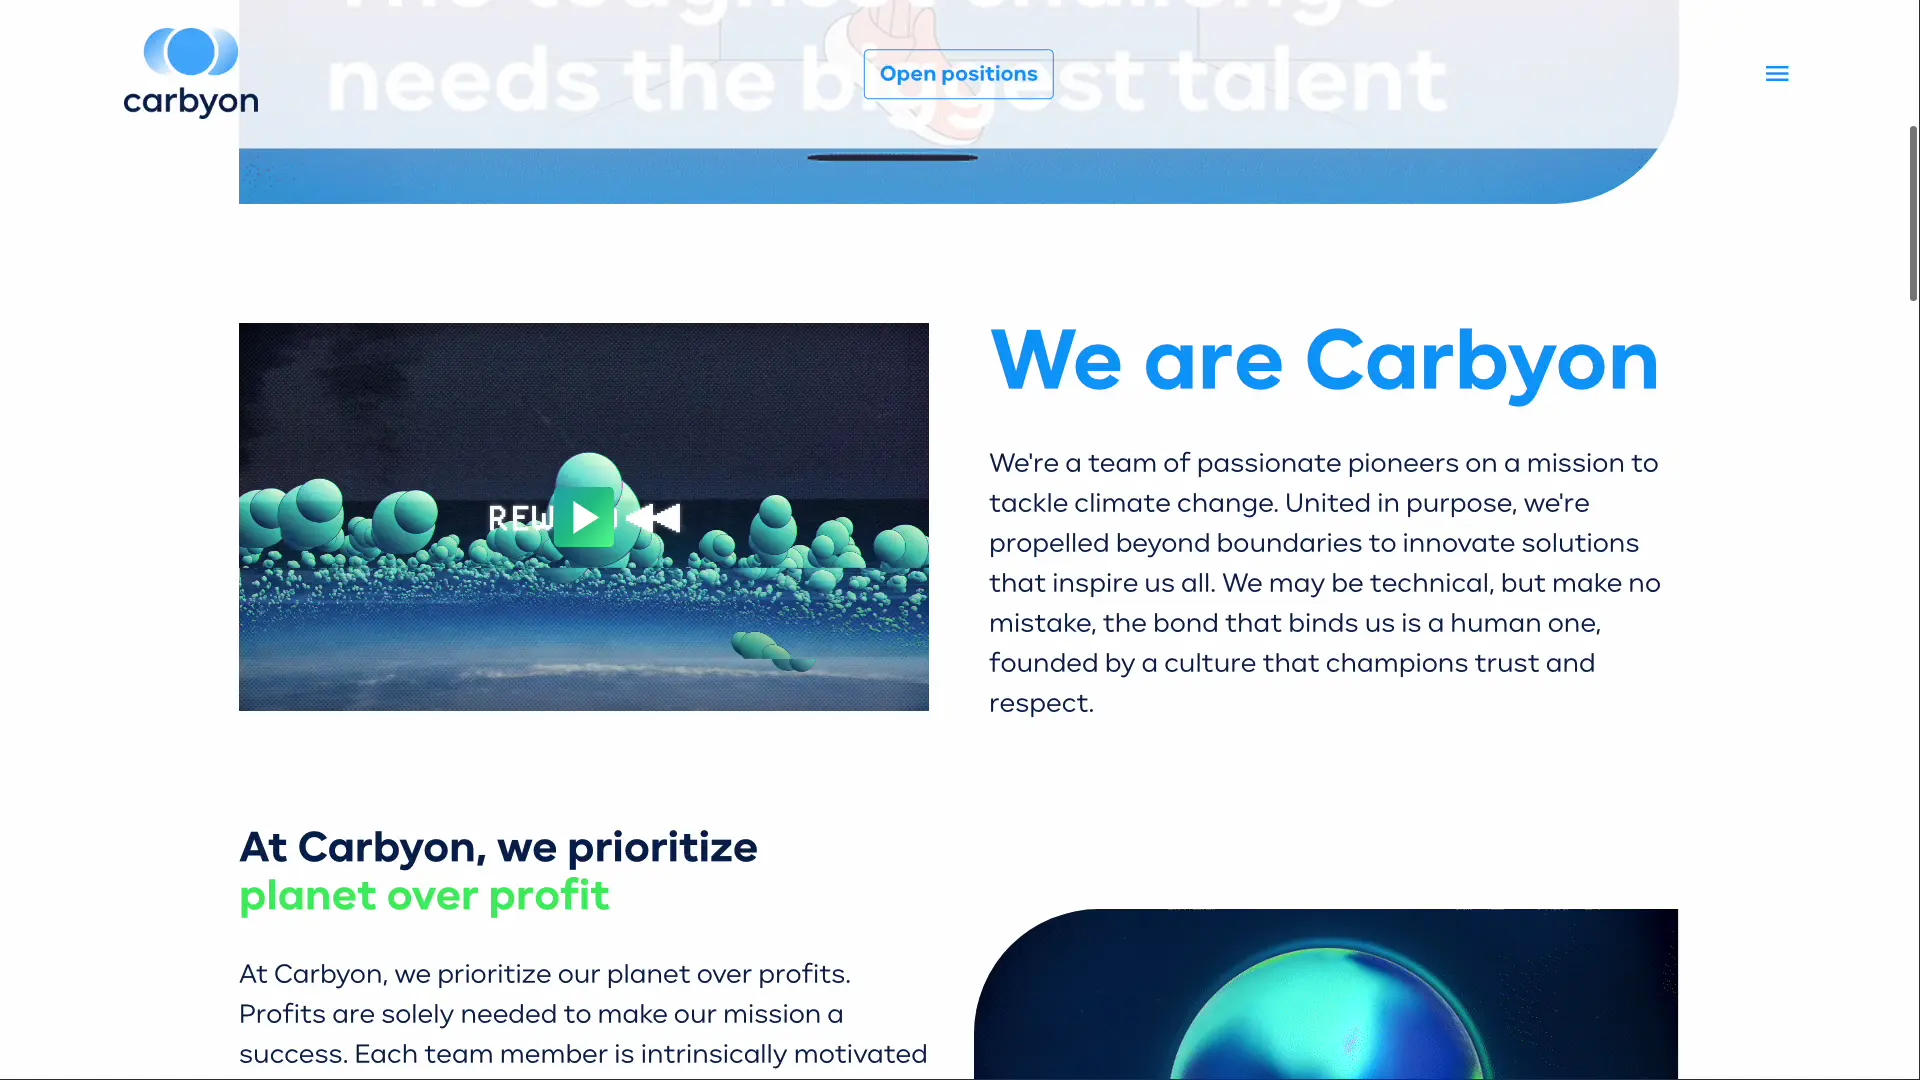 The toughest challenge
needs the biggest talent
carbyon
Open positions
We are Carbyon
We're a team of passionate pioneers on a mission to
tackle climate change. United in purpose, we're
propelled beyond boundaries to innovate solutions
that inspire us all. We may be technical, but make no
mistake, the bond that binds us is a human one,
founded by a culture that champions trust and
respect.
At Carbyon, we prioritize
planet over profit
At Carbyon, we prioritize our planet over profits.
Profits are solely needed to make our mission a
success. Each team member is intrinsically motivated